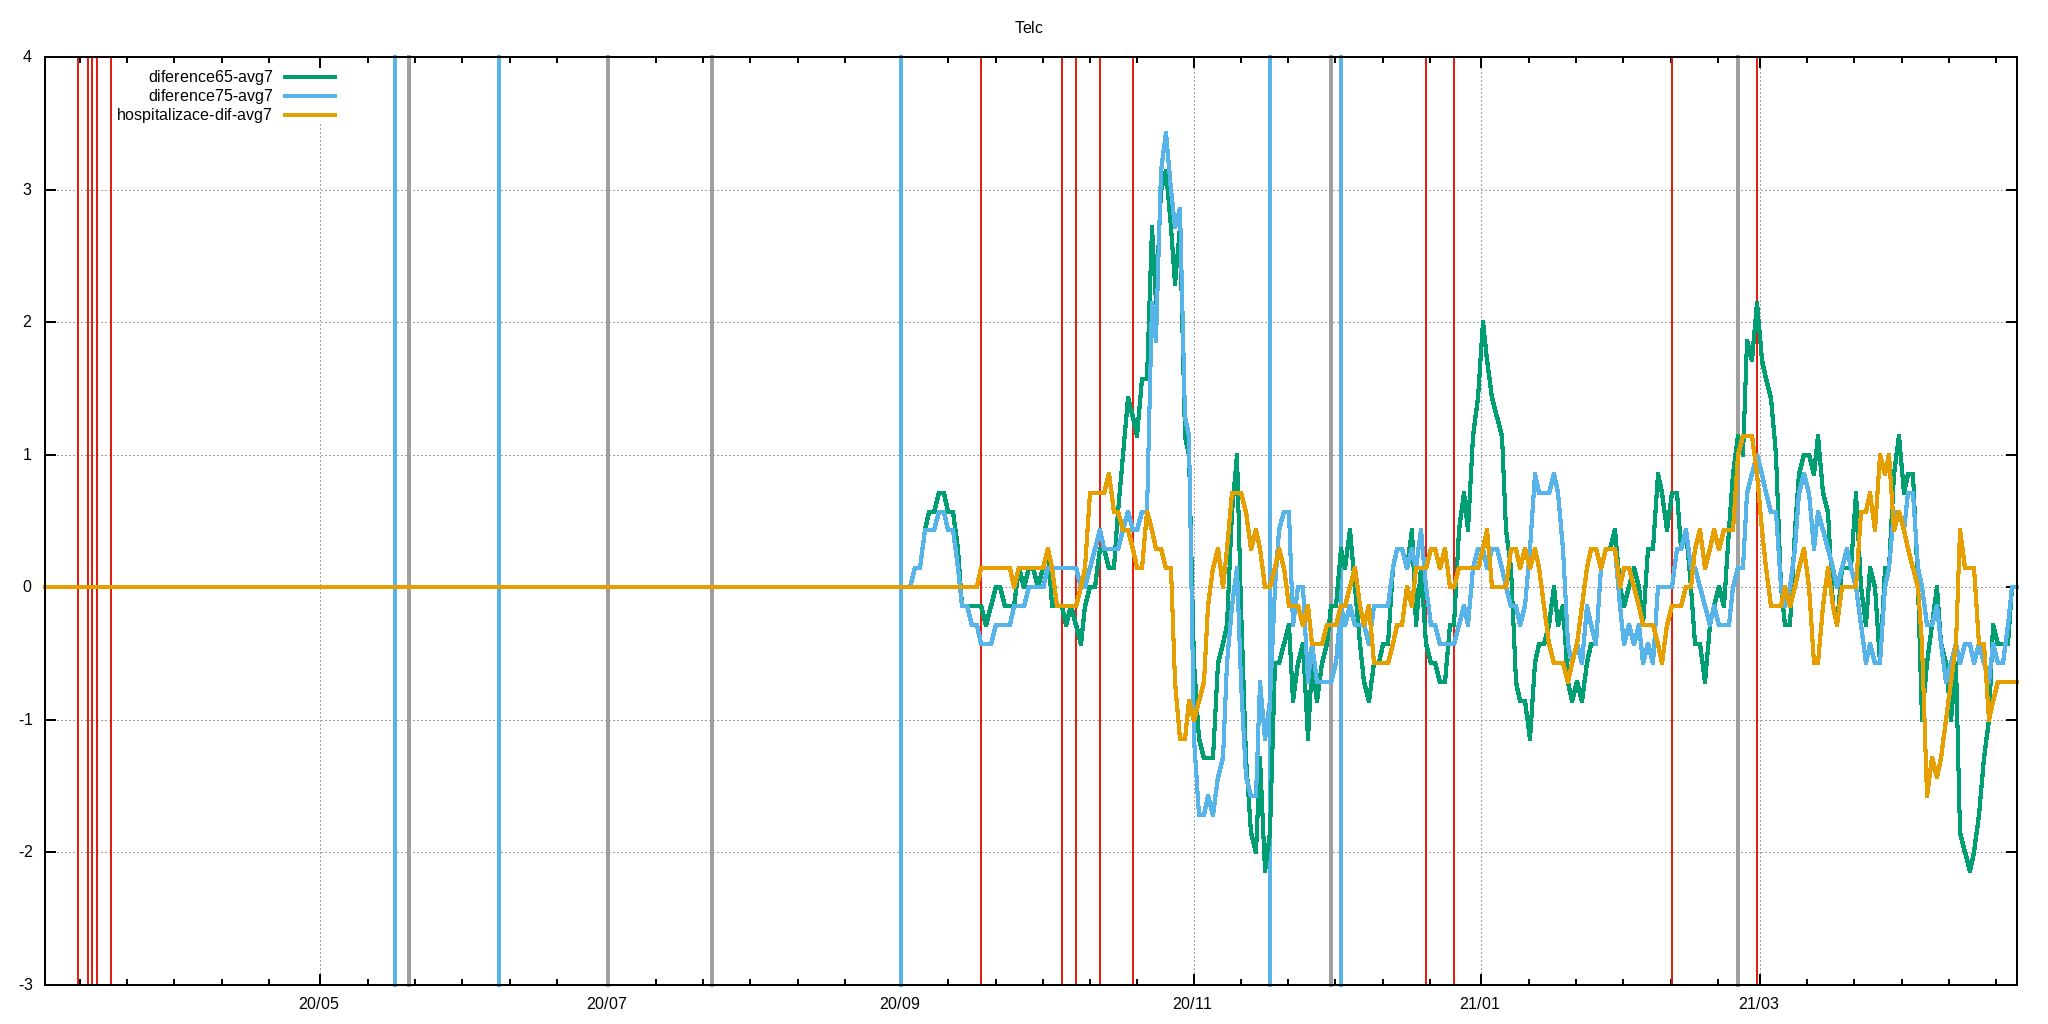 Telc
4
diference65-avg7
diference75-avg7
hospitalizace-dif-avg7
3
2
1
0
-1
-2
-3
20/05 20/07 20/09 20/11 21/01 21/03